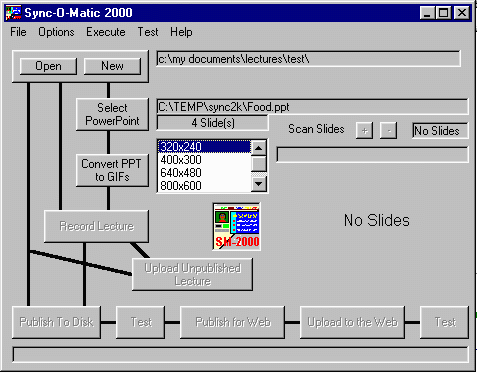 Sync-O-Matic 2000
File Options Execute Test Help
Open New
c:\my documents\lectures\test\
Select
PowerPoint
C:\TEMP\sync2k\Food.ppt
4 Slide(s)
Scan Slides + - No Slides
320x240
400x300
640x480
800x600
Convert PPT
to GIFs
Record Lecture
SM-2000
No Slides
Upload Unpublished
Lecture
Publish To Disk Test Publish for Web Upload to the Web Test